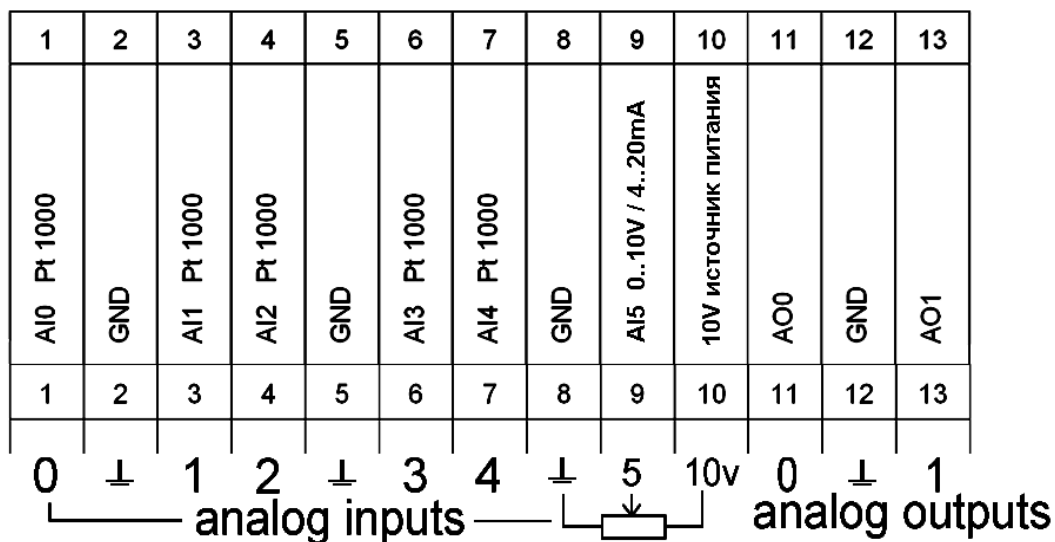 1 2 3 4 5 6 7 8 9 10 11 12 13
AI0 Pt 1000
GND
AI1 Pt 1000
AI2 Pt 1000
GND
AI3 Pt 1000
AI4 Pt 1000
GND
AI5 0..10V / 4..20mA
10V источник питания
AO0
GND
AO1
1 2 3 4 5 6 7 8 9 10 11 12 13
0 ⊥ 1 2 ⊥ 3 4 ⊥ 5 10v 0 ⊥ 1
analog inputs analog outputs